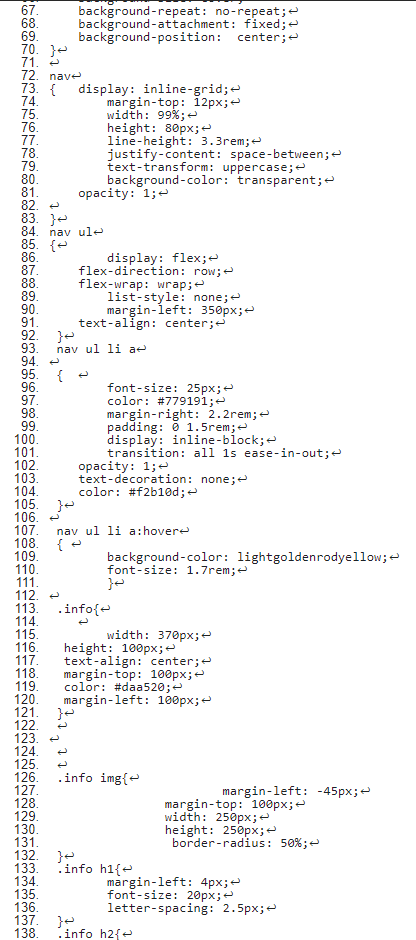 67. background-repeat: no-repeat;↩
68. background-attachment: fixed;↩
69. background-position:  center;↩
70. }↩
71. ↩
72. nav↩
73. {   display: inline-grid;↩
74. margin-top: 12px;↩
75. width: 99%;↩
76. height: 80px;↩
77. line-height: 3.3rem;↩
78. justify-content: space-between;↩
79. text-transform: uppercase;↩
80. background-color: transparent;↩
81. opacity: 1;↩
82. ↩
83. }↩
84. nav ul↩
85. {↩
86. display: flex;↩
87. flex-direction: row;↩
88. flex-wrap: wrap;↩
89. list-style: none;↩
90. margin-left: 350px;↩
91. text-align: center;↩
92. }↩
93. nav ul li a↩
94. ↩
95. {  ↩
96. font-size: 25px;↩
97. color: #779191;↩
98. margin-right: 2.2rem;↩
99. padding: 0 1.5rem;↩
100. display: inline-block;↩
101. transition: all 1s ease-in-out;↩
102. opacity: 1;↩
103. text-decoration: none;↩
104. color: #f2b10d;↩
105. }↩
106. ↩
107. nav ul li a:hover↩
108. { ↩
109. background-color: lightgoldenrodyellow;↩
110. font-size: 1.7rem;↩
111. }↩
112. ↩
113. .info{↩
114. ↩
115. width: 370px;↩
116. height: 100px;↩
117. text-align: center;↩
118. margin-top: 100px;↩
119. color: #daa520;↩
120. margin-left: 100px;↩
121. }↩
122. ↩
123. ↩
124. ↩
125. ↩
126. .info img{↩
127. margin-left: -45px;↩
128. margin-top: 100px;↩
129. width: 250px;↩
130. height: 250px;↩
131. border-radius: 50%;↩
132. }↩
133. .info h1{↩
134. margin-left: 4px;↩
135. font-size: 20px;↩
136. letter-spacing: 2.5px;↩
137. }↩
138. .info h2{↩